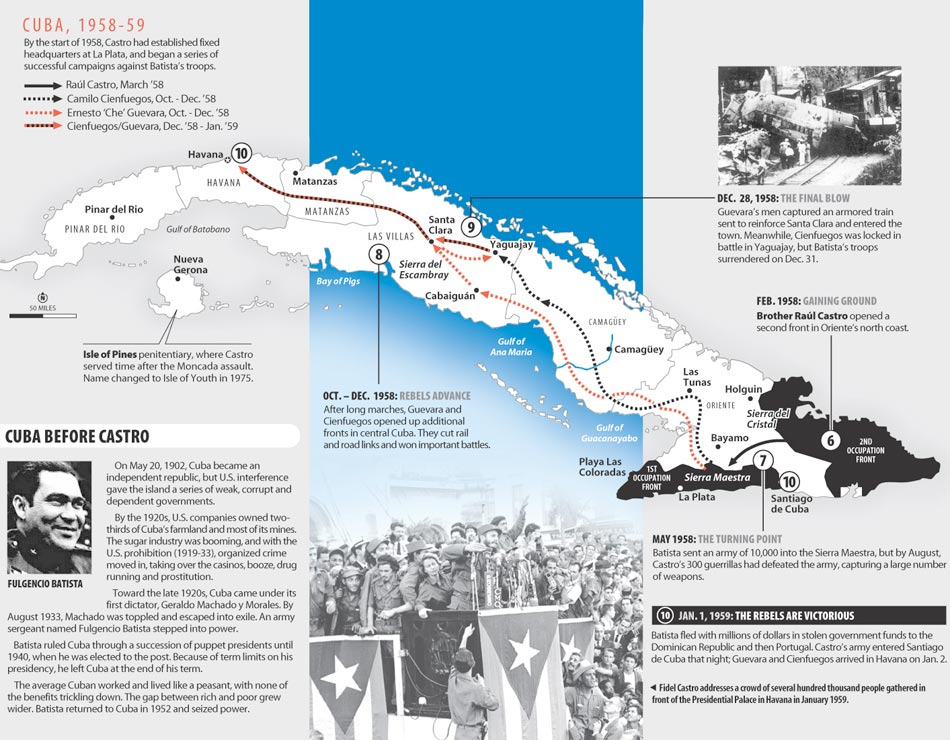 CUBA, 1958-59
By the start of 1958, Castro had established fixed
headquarters at La Plata, and began a series of
successful campaigns against Batista's troops.
Raúl Castro, March '58
Camilo Cienfuegos, Oct. - Dec. '58
Ernesto 'Che' Guevara, Oct - Dec. '58
Cienfuegos/Guevara, Dec. '58 - Jan. '59
Havana
10
HAVANA
Matanzas
MATANZAS
Pinar del Rio
PINAR DEL RIO
Gulf of Batabano
Nueva
Gerona
N
50 MILES
Isle of Pines penitentiary, where Castro
served time after the Moncada assault.
Name changed to Isle of Youth in 1975.
Santa
Clara
9
LAS VILLAS
8
Yaguajay
Sierra del
Escambray
Bay of Pigs
Cabaiguán
Gulf of
Ana Maria
CAMAGÜEY
Camagüey
Las
Tunas
Holguin
ORIENTE
Sierra del
Cristal
Gulf of
Guacanayabo
Bayamo
6
2ND
OCCUPATION
FRONT
7
Playa Las
Coloradas
1ST
OCCUPATION
FRONT
Sierra Maestra
10
La Plata
Santiago
de Cuba
DEC. 28, 1958: THE FINAL BLOW
Guevara's men captured an armored train
sent to reinforce Santa Clara and entered the
town. Meanwhile, Cienfuegos was locked in
battle in Yaguajay, but Batista's troops
surrendered on Dec. 31.
FEB. 1958: GAINING GROUND
Brother Raúl Castro opened a
second front in Oriente's north coast.
OCT. – DEC. 1958: REBELS ADVANCE
After long marches, Guevara and
Cienfuegos opened up additional
fronts in central Cuba. They cut rail
and road links and won important battles.
MAY 1958: THE TURNING POINT
Batista sent an army of 10,000 into the Sierra Maestra, but by August,
Castro's 300 guerrillas had defeated the army, capturing a large number
of weapons.
10 JAN. 1, 1959: THE REBELS ARE VICTORIOUS
Batista fled with millions of dollars in stolen government funds to the
Dominican Republic and then Portugal. Castro's army entered Santiago
de Cuba that night; Guevara and Cienfuegos arrived in Havana on Jan. 2.
Fidel Castro addresses a crowd of several hundred thousand people gathered in
front of the Presidential Palace in Havana in January 1959.
CUBA BEFORE CASTRO
FULGENCIO BATISTA
On May 20, 1902, Cuba became an
independent republic, but U.S. interference
gave the island a series of weak, corrupt and
dependent governments.
By the 1920s, U.S. companies owned two-
thirds of Cuba's farmland and most of its mines.
The sugar industry was booming, and with the
U.S. prohibition (1919-33), organized crime
moved in, taking over the casinos, booze, drug
running and prostitution.
Toward the late 1920s, Cuba came under its
first dictator, Geraldo Machado y Morales. By
August 1933, Machado was toppled and escaped into exile. An army
sergeant named Fulgencio Batista stepped into power.
Batista ruled Cuba through a succession of puppet presidents until
1940, when he was elected to the post. Because of term limits on his
presidency, he left Cuba at the end of his term.
The average Cuban worked and lived like a peasant, with none of
the benefits trickling down. The gap between rich and poor grew
wider. Batista returned to Cuba in 1952 and seized power.